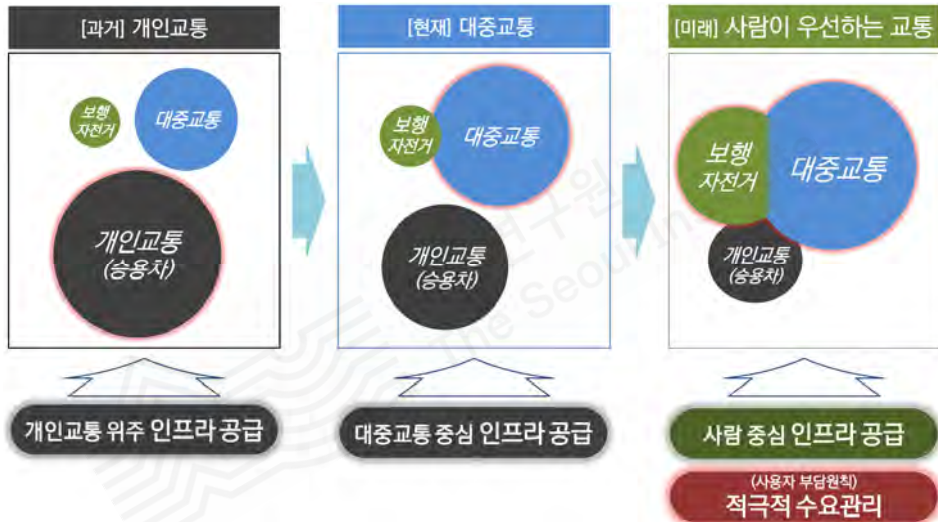 [과거] 개인교통
[현재] 대중교통
[미래] 사람이 우선하는 교통
보행
자전거
대중교통
개인교통
(승용차)
보행
자전거
대중교통
개인교통
(승용차)
보행
자전거
대중교통
개인교통
(승용차)
연구원
The Seoul Ins
개인교통 위주 인프라 공급
대중교통 중심 인프라 공급
사람 중심 인프라 공급
(사용자 부담원칙)
적극적 수요관리